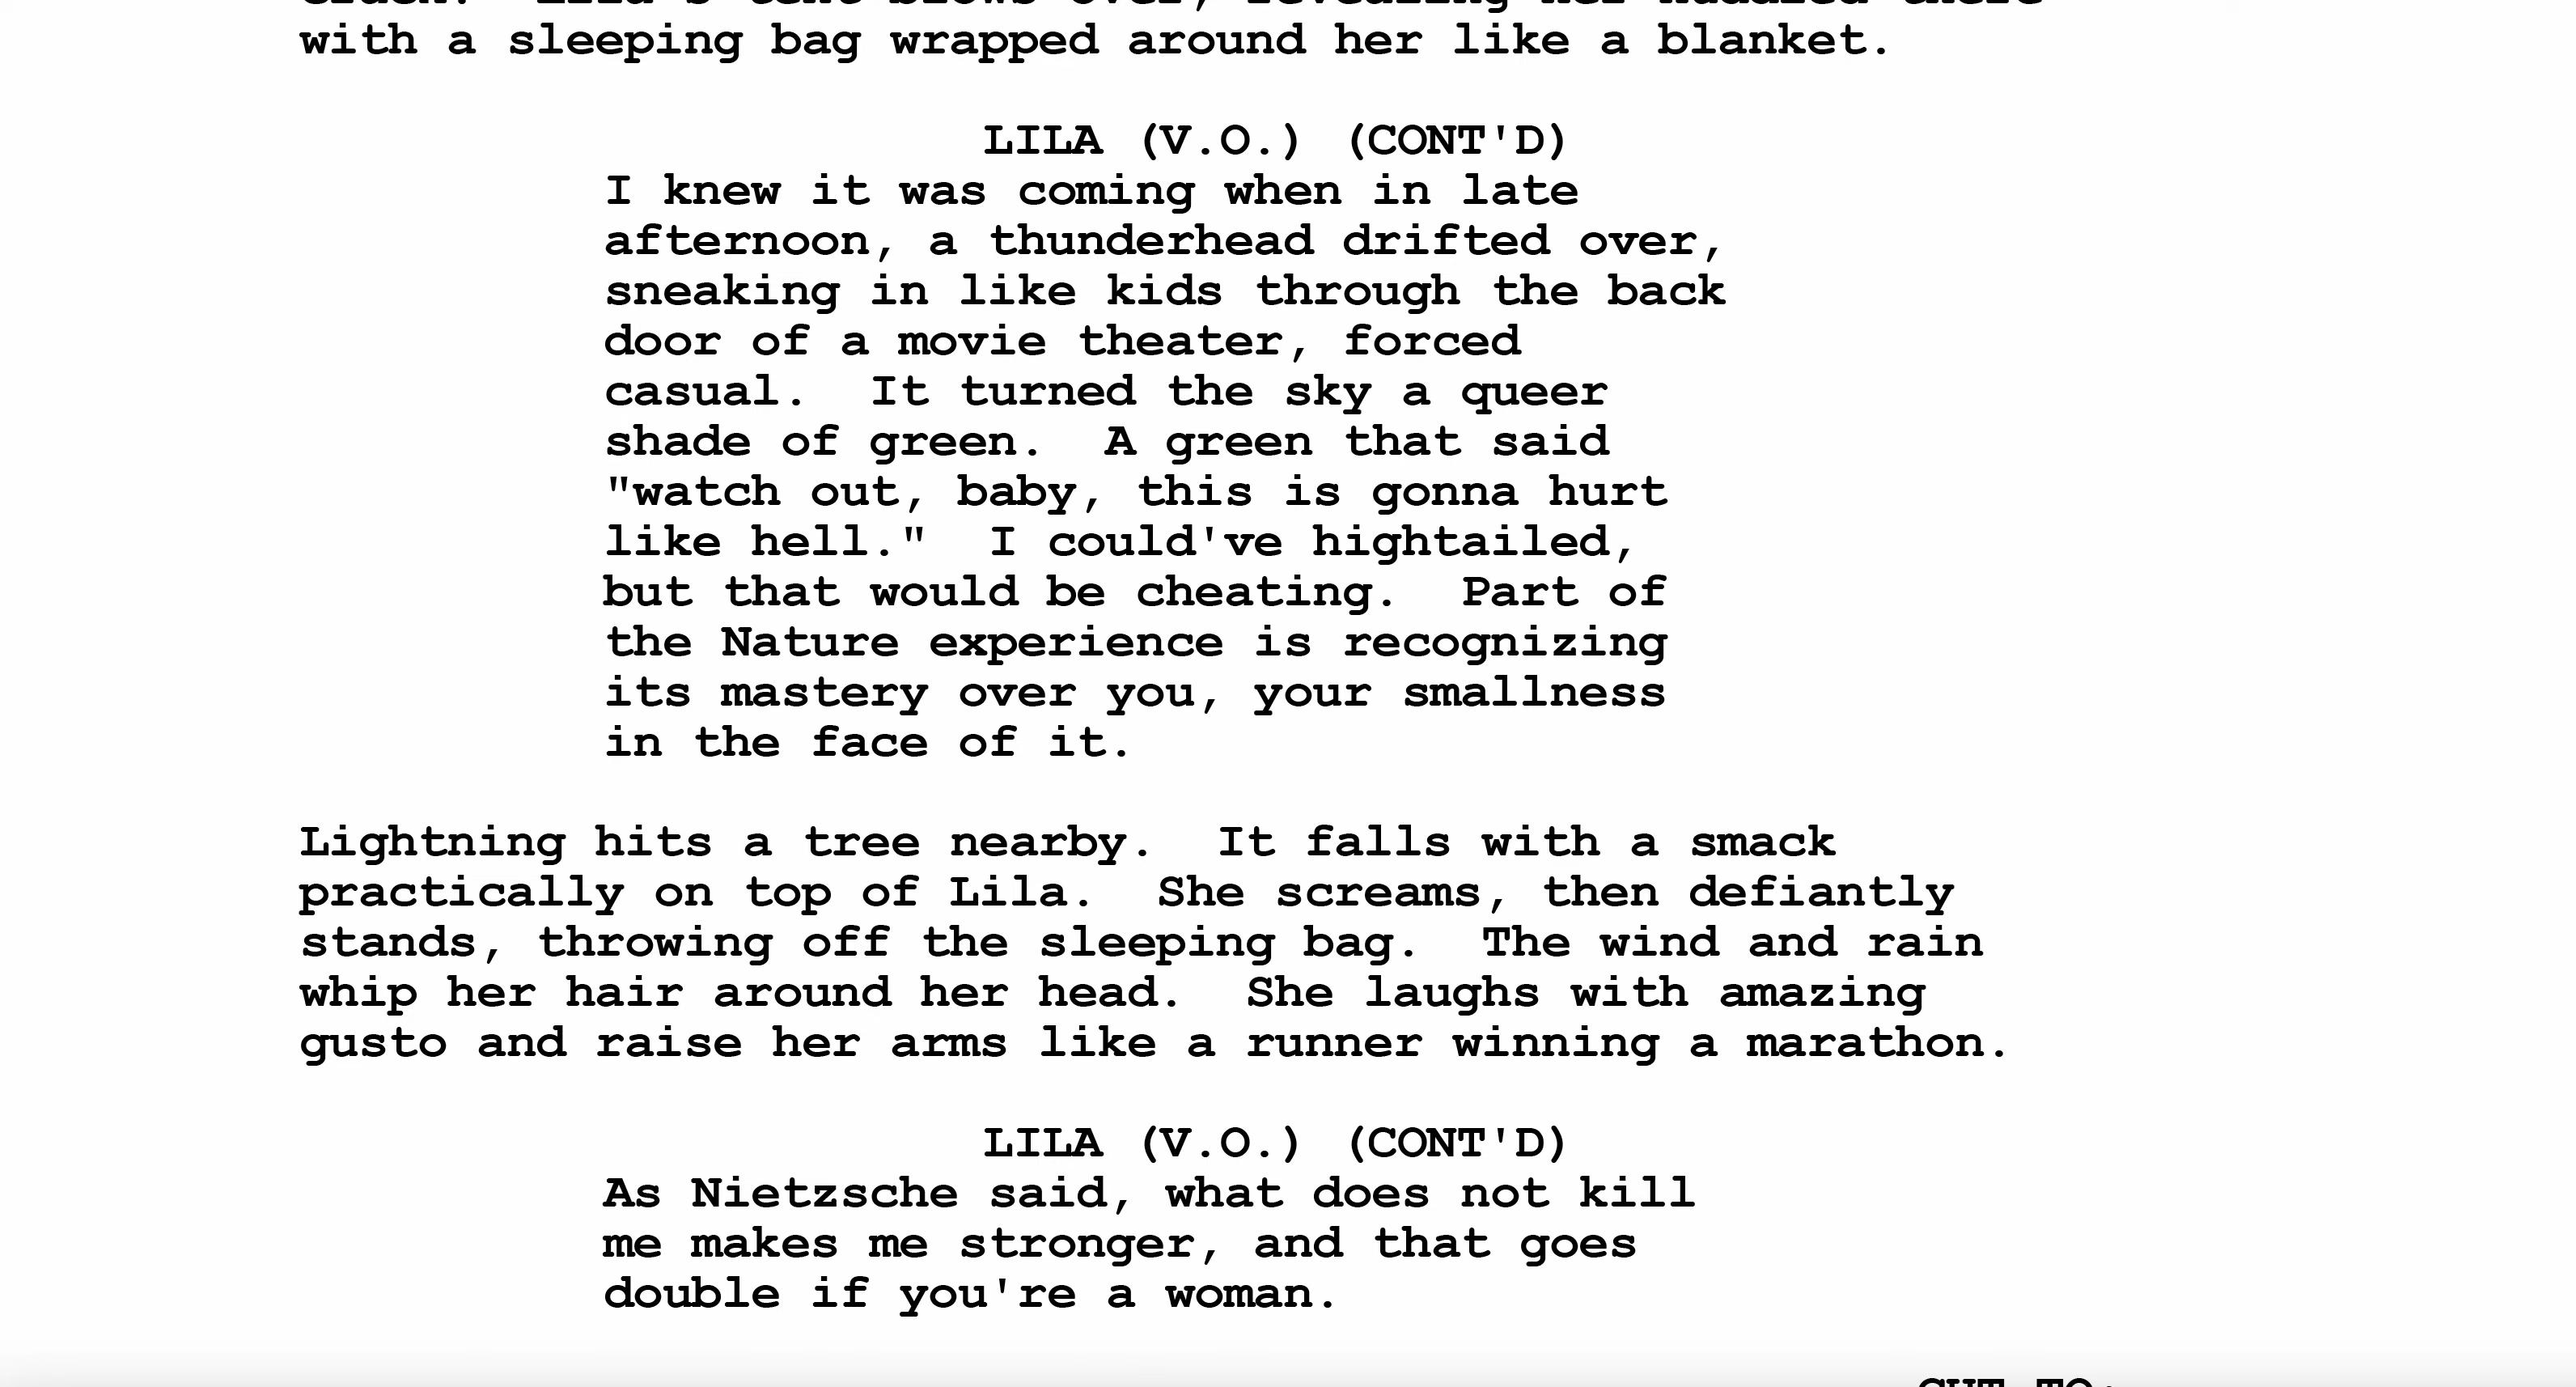 with a sleeping bag wrapped around her like a blanket.
LILA (V.O.) (CONT'D)
I knew it was coming when in late
afternoon, a thunderhead drifted over,
sneaking in like kids through the back
door of a movie theater, forced
casual.  It turned the sky a queer
shade of green.  A green that said
"watch out, baby, this is gonna hurt
like hell."  I could've hightailed,
but that would be cheating.  Part of
the Nature experience is recognizing
its mastery over you, your smallness
in the face of it.
Lightning hits a tree nearby.  It falls with a smack
practically on top of Lila.  She screams, then defiantly
stands, throwing off the sleeping bag.  The wind and rain
whip her hair around her head.  She laughs with amazing
gusto and raise her arms like a runner winning a marathon.
LILA (V.O.) (CONT'D)
As Nietzsche said, what does not kill
me makes me stronger, and that goes
double if you're a woman.
CUT TO: